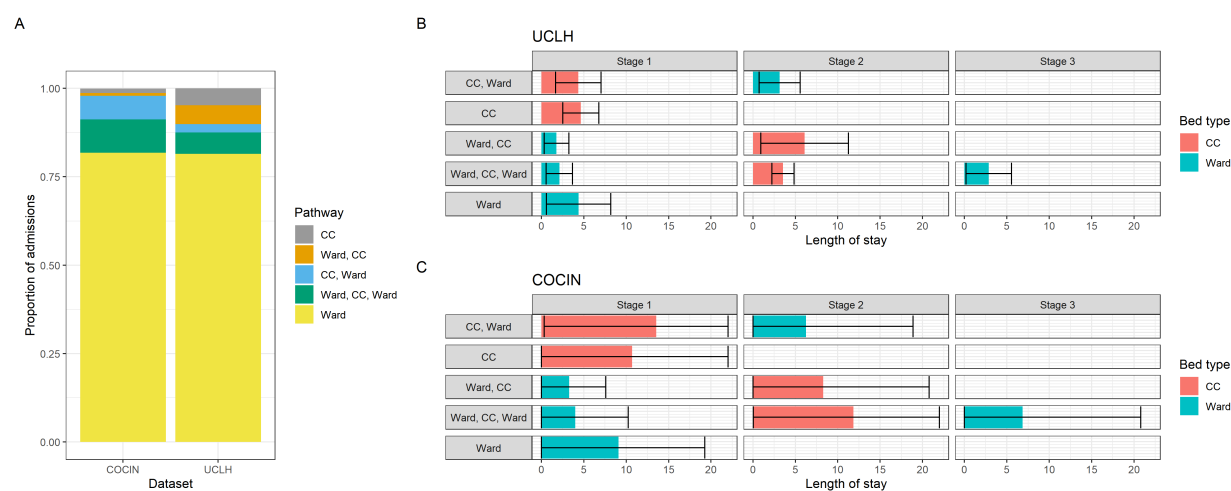 A
1.00
0.75
0.50
0.25
0.00
Proportion of admissions
COCIN
UCLH
Dataset
Pathway
CC
Ward, CC
CC, Ward
Ward, CC, Ward
Ward
B
UCLH
Stage 1
Stage 2
Stage 3
CC, Ward
CC
Ward, CC
Ward, CC, Ward
Ward
0 5 10 15 20
0 5 10 15 20
0 5 10 15 20
Length of stay
Bed type
CC
Ward
C
COCIN
Stage 1
Stage 2
Stage 3
CC, Ward
CC
Ward, CC
Ward, CC, Ward
Ward
0 5 10 15 20
0 5 10 15 20
0 5 10 15 20
Length of stay
Bed type
CC
Ward